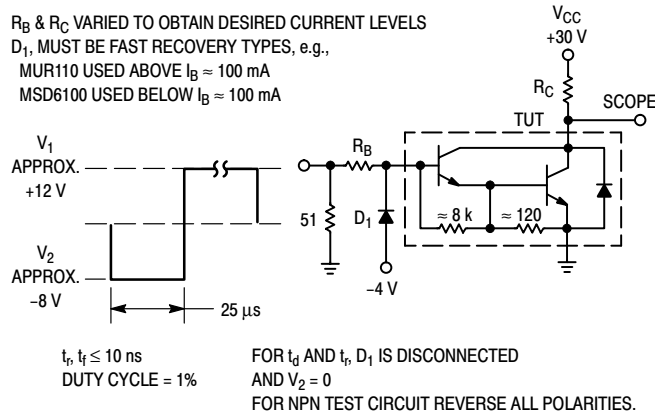 R_B & R_C VARIED TO OBTAIN DESIRED CURRENT LEVELS
D_1, MUST BE FAST RECOVERY TYPES, e.g.,
MUR110 USED ABOVE I_B ≈ 100 mA
MSD6100 USED BELOW I_B ≈ 100 mA
V_CC
+30 V
R_C
SCOPE
TUT
V_1
APPROX.
+12 V
R_B
51
D_1
≈ 8 k
≈ 120
V_2
APPROX.
−8 V
−4 V
25 μs
t_r, t_f ≤ 10 ns
DUTY CYCLE = 1%
FOR t_d AND t_r, D_1 IS DISCONNECTED
AND V_2 = 0
FOR NPN TEST CIRCUIT REVERSE ALL POLARITIES.